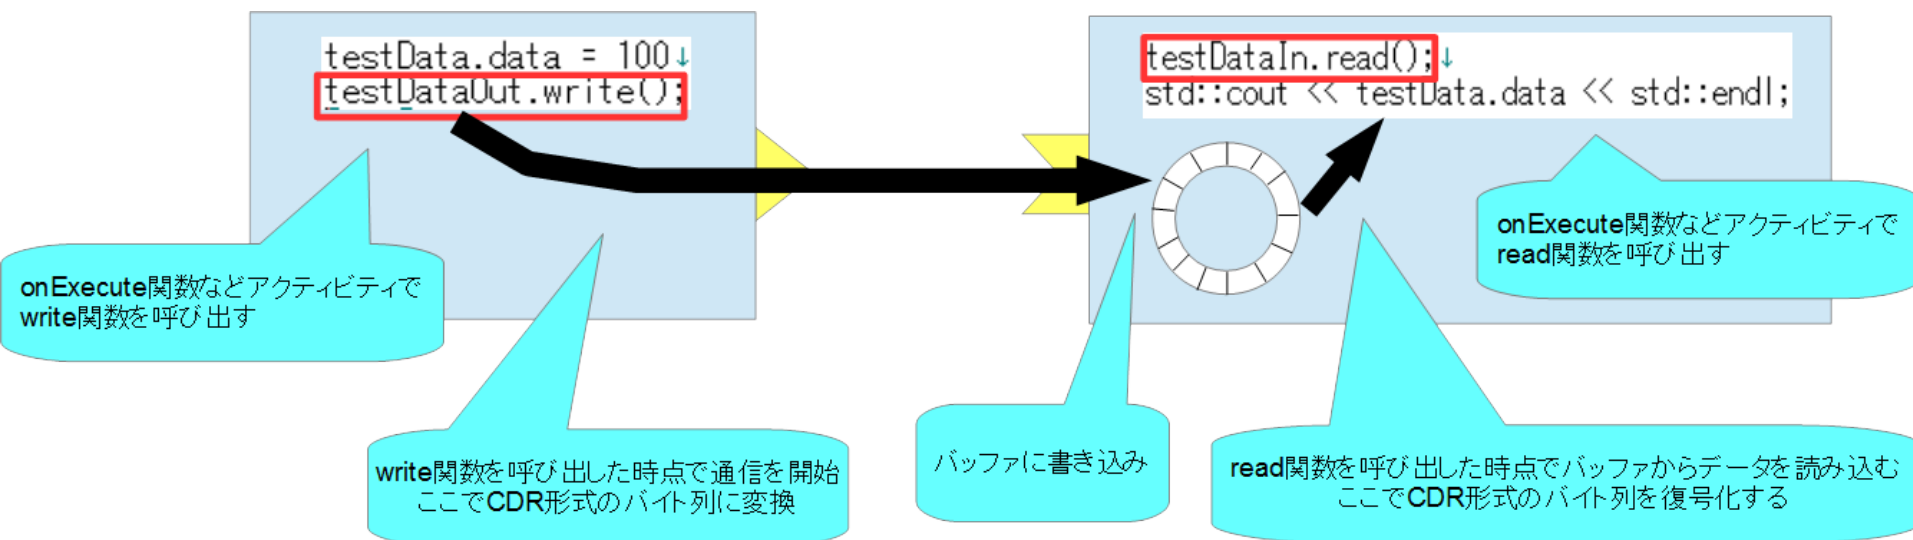 testData.data = 100↓
testDataOut.write();
testDataIn.read();↓
std::cout << testData.data << std::endl;
onExecute関数などアクティビティで
write関数を呼び出す
onExecute関数などアクティビティで
read関数を呼び出す
write関数を呼び出した時点で通信を開始
ここでCDR形式のバイト列に変換
バッファに書き込み
read関数を呼び出した時点でバッファからデータを読み込む
ここでCDR形式のバイト列を復号化する